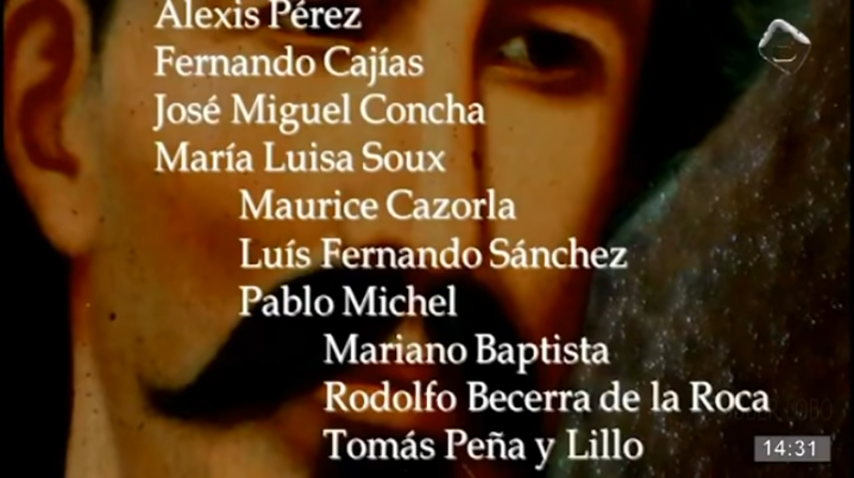 Alexis Pérez
Fernando Cajías
José Miguel Concha
María Luisa Soux
Maurice Cazorla
Luís Fernando Sánchez
Pablo Michel
Mariano Baptista
Rodolfo Becerra de la Roca
Tomás Peña y Lillo
14:31